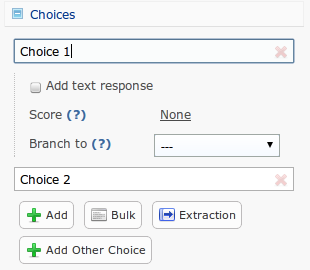 Choices
Choice 1
Add text response
Score (?) None
Branch to (?) ---
Choice 2
Add Bulk Extraction
Add Other Choice